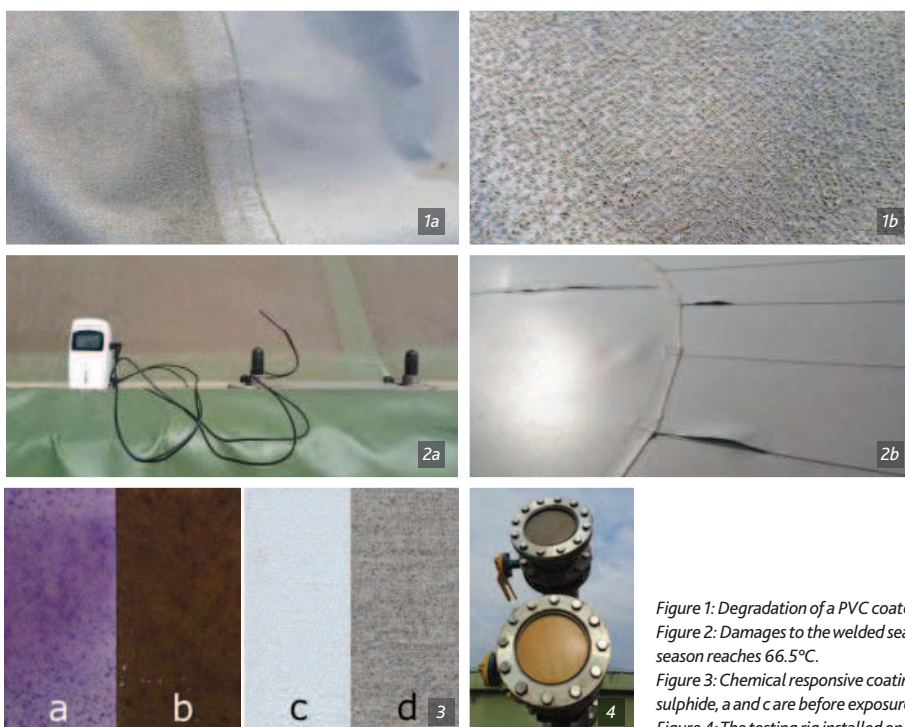 1a
1b
2a
2b
a b c d 3
4
Figure 1: Degradation of a PVC coate
Figure 2: Damages to the welded sea
season reaches 66.5°C.
Figure 3: Chemical responsive coatin
sulphide, a and c are before exposure